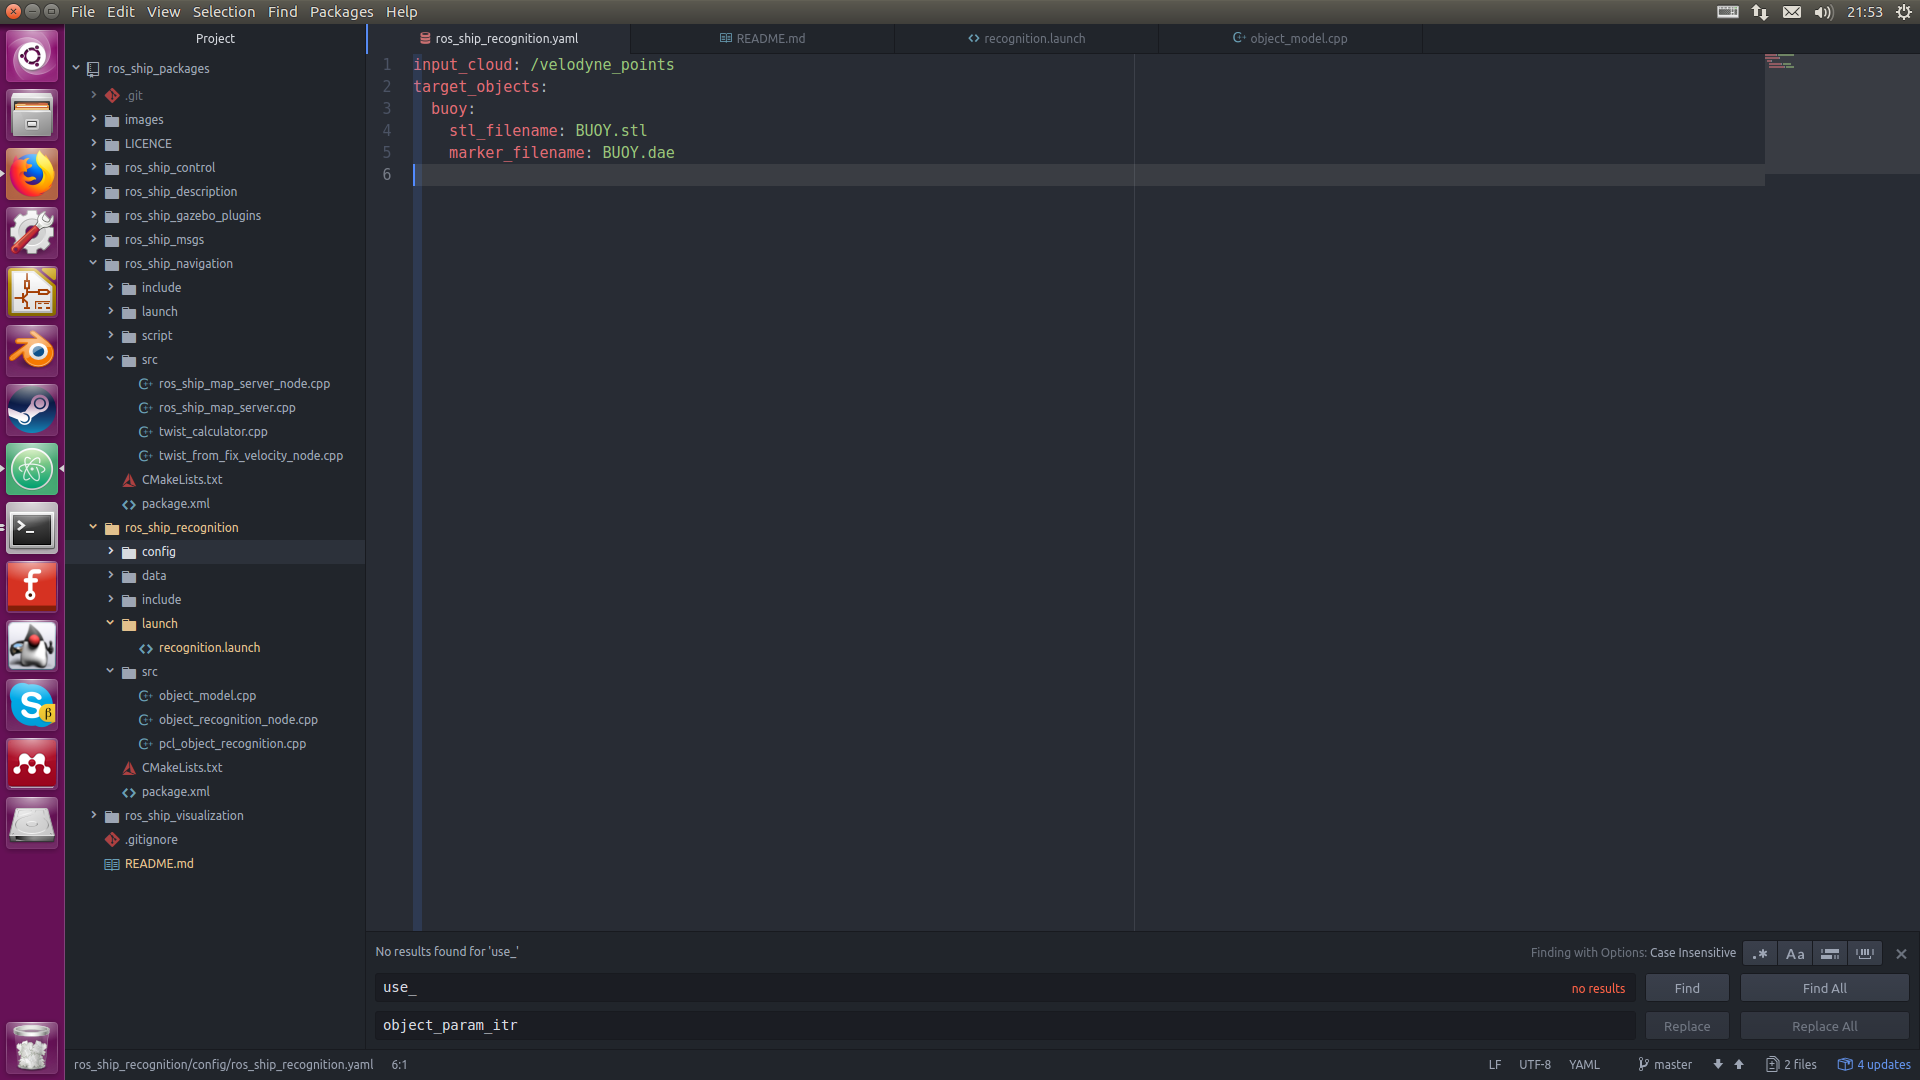 File Edit View Selection Find Packages Help
21:53
Project
ros_ship_packages
.git
images
LICENCE
ros_ship_control
ros_ship_description
ros_ship_gazebo_plugins
ros_ship_msgs
ros_ship_navigation
include
launch
script
src
ros_ship_map_server_node.cpp
ros_ship_map_server.cpp
twist_calculator.cpp
twist_from_fix_velocity_node.cpp
CMakeLists.txt
package.xml
ros_ship_recognition
config
data
include
launch
recognition.launch
src
object_model.cpp
object_recognition_node.cpp
pcl_object_recognition.cpp
CMakeLists.txt
package.xml
ros_ship_visualization
.gitignore
README.md
ros_ship_recognition.yaml
README.md
recognition.launch
object_model.cpp
1 input_cloud: /velodyne_points
2 target_objects:
3 buoy:
4 stl_filename: BUOY.stl
5 marker_filename: BUOY.dae
6
No results found for 'use_'
Finding with Options: Case Insensitive
.* Aa
use_
no results
Find
Find All
object_param_itr
Replace
Replace All
ros_ship_recognition/config/ros_ship_recognition.yaml 6:1
LF UTF-8 YAML master 2 files 4 updates